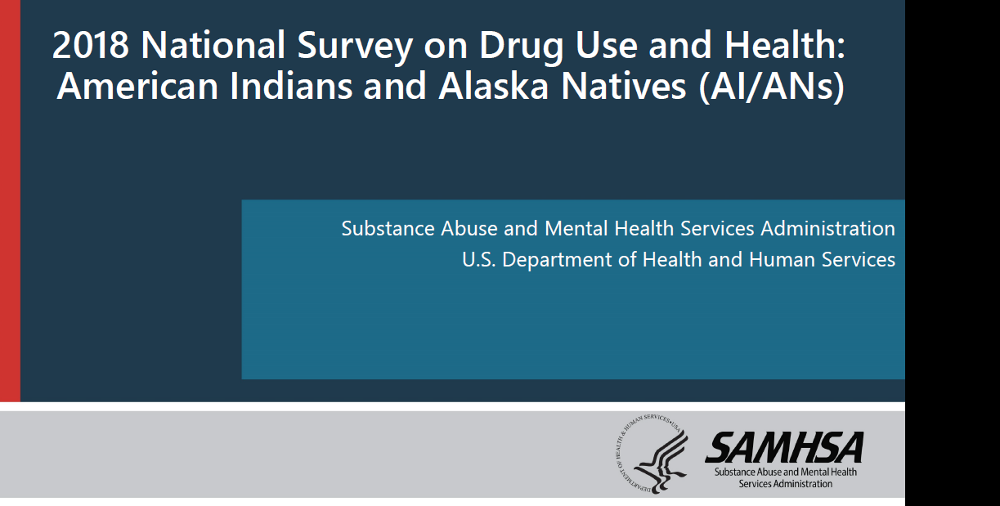 2018 National Survey on Drug Use and Health:
American Indians and Alaska Natives (AI/ANs)
Substance Abuse and Mental Health Services Administration
U.S. Department of Health and Human Services
DEPARTMENT OF HEALTH & HUMAN SERVICES•USA
SAMHSA
Substance Abuse and Mental Health
Services Administration